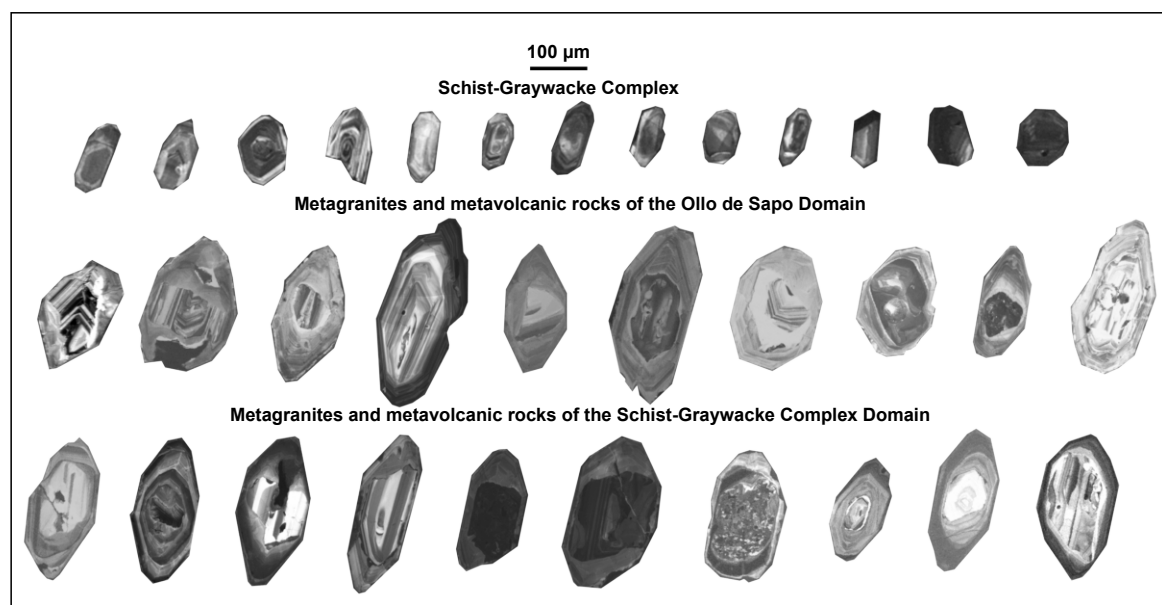 100 µm
Schist-Graywacke Complex
Metagranites and metavolcanic rocks of the Ollo de Sapo Domain
Metagranites and metavolcanic rocks of the Schist-Graywacke Complex Domain